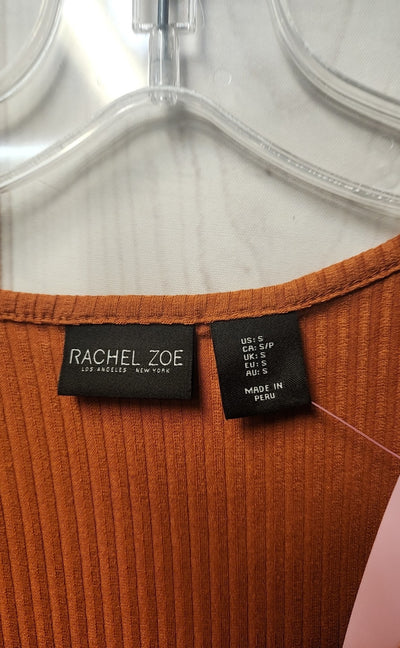 RACHEL ZOE
LOS ANGELES NEW YORK
US: S
CA: S/P
UK: S
EU: S
AU: S
MADE IN
PERU